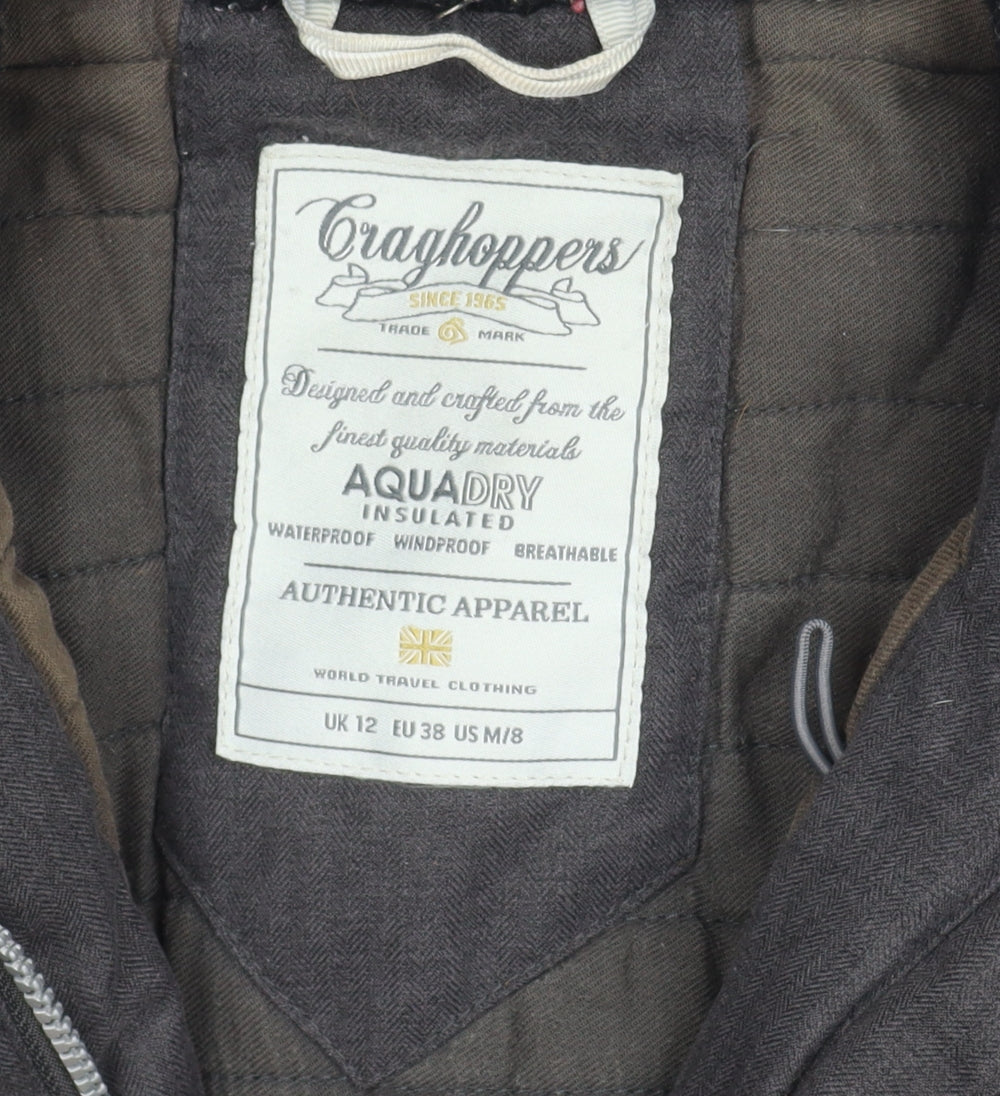 Craghoppers
SINCE 1965
TRADE MARK
Designed and crafted from the
finest quality materials
AQUADRY
INSULATED
WATERPROOF WINDPROOF BREATHABLE
AUTHENTIC APPAREL
WORLD TRAVEL CLOTHING
UK 12 EU 38 US M/8